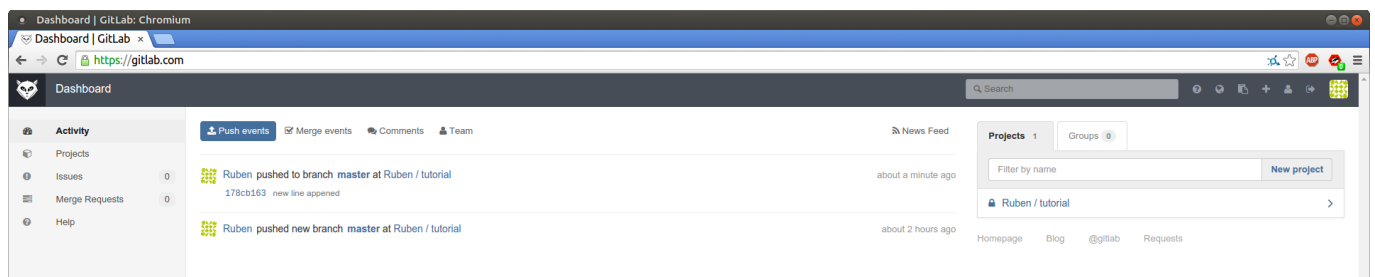 Dashboard | GitLab: Chromium
Dashboard | GitLab ×
https://gitlab.com
ABP
Dashboard
Search
Activity
Projects
Issues 0
Merge Requests 0
Help
Push events Merge events Comments Team News Feed
Ruben pushed to branch master at Ruben / tutorial about a minute ago
178cb163 new line appended
Ruben pushed new branch master at Ruben / tutorial about 2 hours ago
Projects 1 Groups 0
Filter by name New project
Ruben / tutorial
Homepage Blog @gitlab Requests